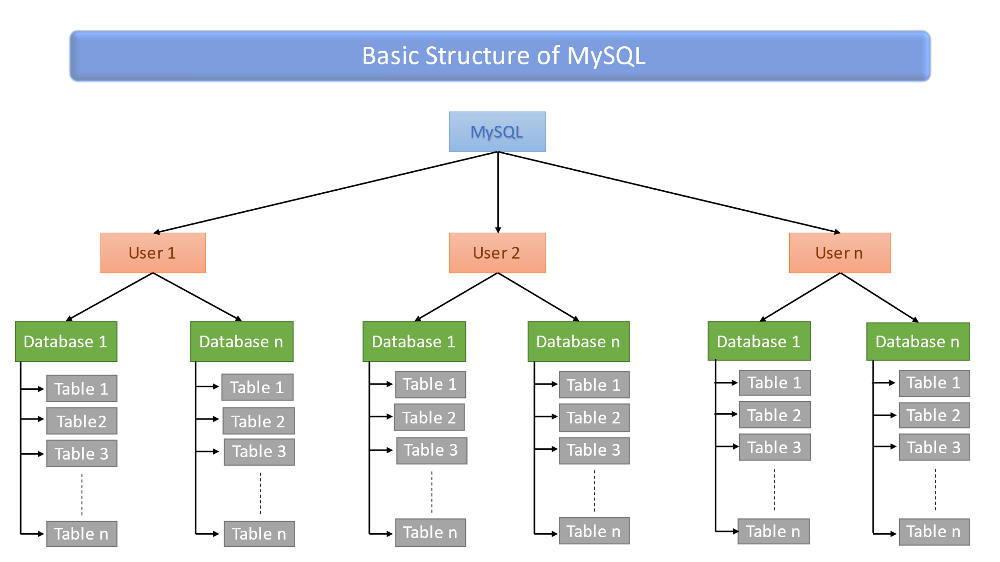 Basic Structure of MySQL
MySQL
User 1
User 2
User n
Database 1
Database n
Database 1
Database n
Database 1
Database n
Table 1
Table2
Table 3
Table n
Table 1
Table 2
Table 3
Table n
Table 1
Table 2
Table 3
Table n
Table 1
Table 2
Table 3
Table n
Table 1
Table 2
Table 3
Table n
Table 1
Table 2
Table 3
Table n